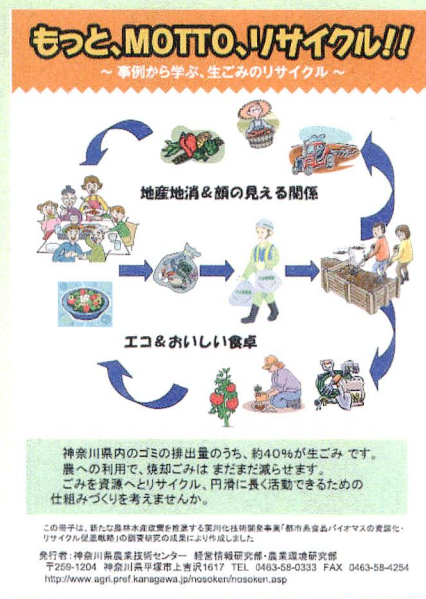 もっと、MOTTO、リサイクル!!
～ 事例から学ぶ、生ごみのリサイクル ～
地産地消＆顔の見える関係
エコ＆おいしい食卓
神奈川県内のゴミの排出量のうち、約40％が生ごみ です。
農への利用で、焼却ごみは まだまだ減らせます。
ごみを資源へとリサイクル、円滑に長く活動できるための
仕組みづくりを考えませんか。
この冊子は、新たな農林水産政策を推進する実用化技術開発事業「都市系食品バイオマスの資源化・
リサイクル促進戦略」の調査研究の成果により作成しました
発行者：神奈川県農業技術センター 経営情報研究部・農業環境研究部
〒259-1204 神奈川県平塚市上吉沢1617 TEL 0463-58-0333 FAX 0463-58-4254
http://www.agri.pref.kanagawa.jp/nosoken/nosoken.asp